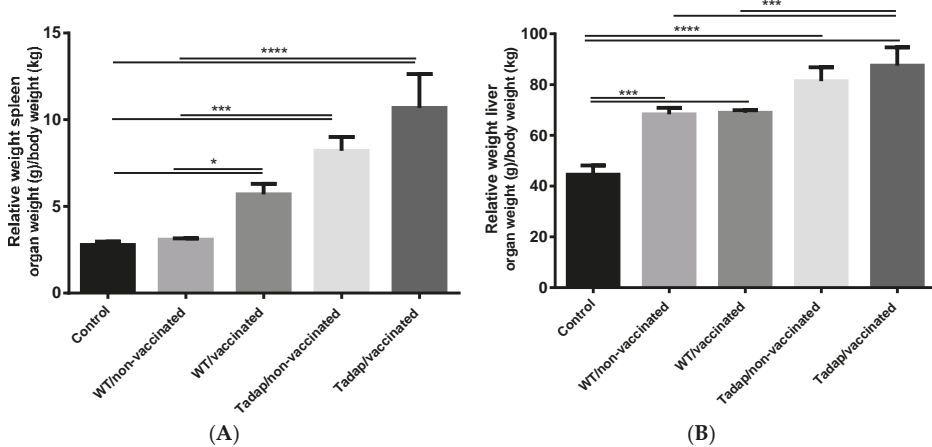 ****
***
*
15
10
5
0
Relative weight spleen
organ weight (g)/body weight (kg)
Control
WT/non-vaccinated
WT/vaccinated
Tadap/non-vaccinated
Tadap/vaccinated
(A)
***
****
***
100
80
60
40
20
0
Relative weight liver
organ weight (g)/body weight (kg)
Control
WT/non-vaccinated
WT/vaccinated
Tadap/non-vaccinated
Tadap/vaccinated
(B)